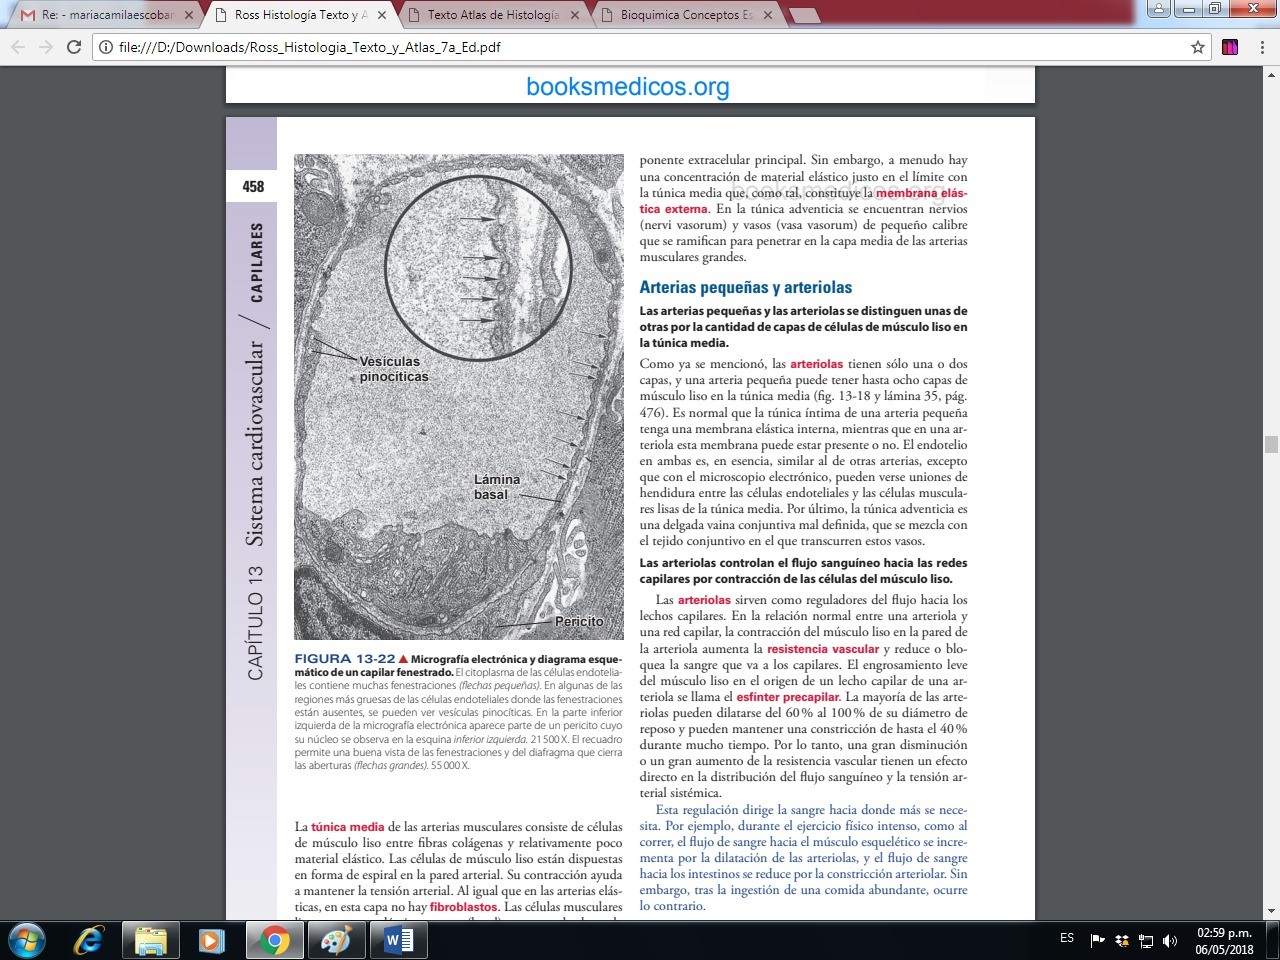 Re: - mariacamilaescobar
Ross Histología Texto y A
Texto Atlas de Histología
Bioquimica Conceptos Es
file:///D:/Downloads/Ross_Histologia_Texto_y_Atlas_7a_Ed.pdf
booksmedicos.org
458
CAPÍTULO 13 Sistema cardiovascular / CAPILARES
Vesículas
pinocíticas
Lámina
basal
Pericito
FIGURA 13-22 ▲ Micrografía electrónica y diagrama esque-
mático de un capilar fenestrado. El citoplasma de las células endotelia-
les contiene muchas fenestraciones (flechas pequeñas). En algunas de las
regiones más gruesas de las células endoteliales donde las fenestraciones
están ausentes, se pueden ver vesículas pinocíticas. En la parte inferior
izquierda de la micrografía electrónica aparece parte de un pericito cuyo
su núcleo se observa en la esquina inferior izquierda. 21 500 X. El recuadro
permite una buena vista de las fenestraciones y del diafragma que cierra
las aberturas (flechas grandes). 55 000 X.
La túnica media de las arterias musculares consiste de células
de músculo liso entre fibras colágenas y relativamente poco
material elástico. Las células de músculo liso están dispuestas
en forma de espiral en la pared arterial. Su contracción ayuda
a mantener la tensión arterial. Al igual que en las arterias elás-
ticas, en esta capa no hay fibroblastos. Las células musculares
ponente extracelular principal. Sin embargo, a menudo hay
una concentración de material elástico justo en el límite con
la túnica media que, como tal, constituye la membrana elás-
booksmedicos.org
tica externa. En la túnica adventicia se encuentran nervios
(nervi vasorum) y vasos (vasa vasorum) de pequeño calibre
que se ramifican para penetrar en la capa media de las arterias
musculares grandes.
Arterias pequeñas y arteriolas
Las arterias pequeñas y las arteriolas se distinguen unas de
otras por la cantidad de capas de células de músculo liso en
la túnica media.
Como ya se mencionó, las arteriolas tienen sólo una o dos
capas, y una arteria pequeña puede tener hasta ocho capas de
músculo liso en la túnica media (fig. 13-18 y lámina 35, pág.
476). Es normal que la túnica íntima de una arteria pequeña
tenga una membrana elástica interna, mientras que en una ar-
teriola esta membrana puede estar presente o no. El endotelio
en ambas es, en esencia, similar al de otras arterias, excepto
que con el microscopio electrónico, pueden verse uniones de
hendidura entre las células endoteliales y las células muscula-
res lisas de la túnica media. Por último, la túnica adventicia es
una delgada vaina conjuntiva mal definida, que se mezcla con
el tejido conjuntivo en el que transcurren estos vasos.
Las arteriolas controlan el flujo sanguíneo hacia las redes
capilares por contracción de las células del músculo liso.
Las arteriolas sirven como reguladores del flujo hacia los
lechos capilares. En la relación normal entre una arteriola y
una red capilar, la contracción del músculo liso en la pared de
la arteriola aumenta la resistencia vascular y reduce o blo-
quea la sangre que va a los capilares. El engrosamiento leve
del músculo liso en el origen de un lecho capilar de una ar-
teriola se llama el esfínter precapilar. La mayoría de las arte-
riolas pueden dilatarse del 60 % al 100 % de su diámetro de
reposo y pueden mantener una constricción de hasta el 40 %
durante mucho tiempo. Por lo tanto, una gran disminución
o un gran aumento de la resistencia vascular tienen un efecto
directo en la distribución del flujo sanguíneo y la tensión ar-
terial sistémica.
Esta regulación dirige la sangre hacia donde más se nece-
sita. Por ejemplo, durante el ejercicio físico intenso, como al
correr, el flujo de sangre hacia el músculo esquelético se incre-
menta por la dilatación de las arteriolas, y el flujo de sangre
hacia los intestinos se reduce por la constricción arteriolar. Sin
embargo, tras la ingestión de una comida abundante, ocurre
lo contrario.
ES
02:59 p.m.
06/05/2018